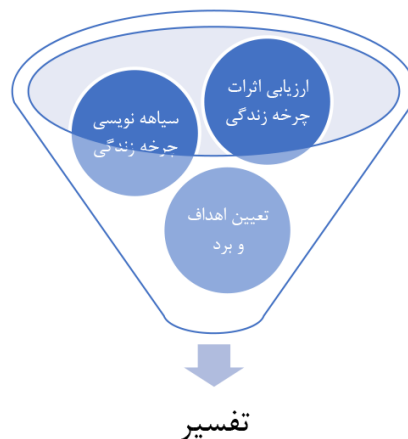 ارزیابی اثرات
چرخه زندگی
سیاهه نویسی
چرخه زندگی
تعیین اهداف
و برد
تفسیر